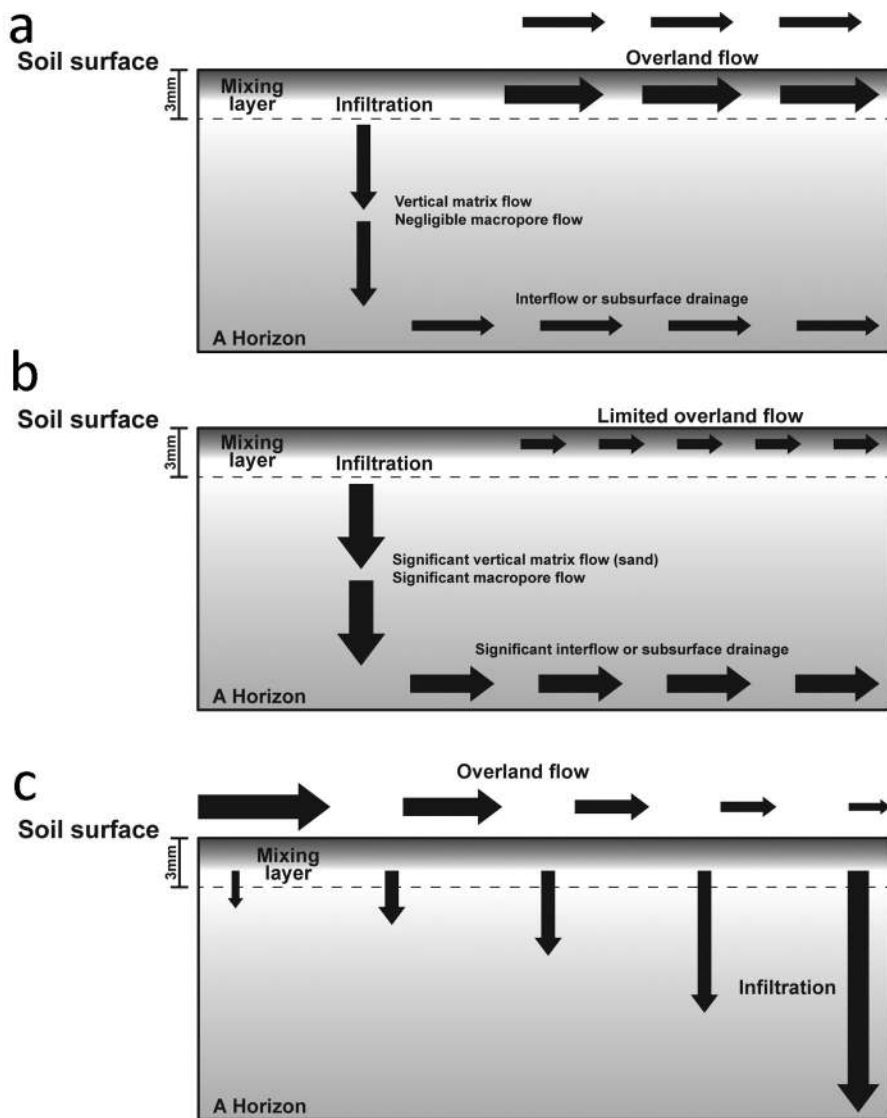 a
Soil surface
Overland flow
3mm
Mixing
layer
Infiltration
Vertical matrix flow
Negligible macropore flow
Interflow or subsurface drainage
A Horizon
b
Soil surface
Limited overland flow
3mm
Mixing
layer
Infiltration
Significant vertical matrix flow (sand)
Significant macropore flow
Significant interflow or subsurface drainage
A Horizon
c
Overland flow
Soil surface
3mm
Mixing
layer
Infiltration
A Horizon